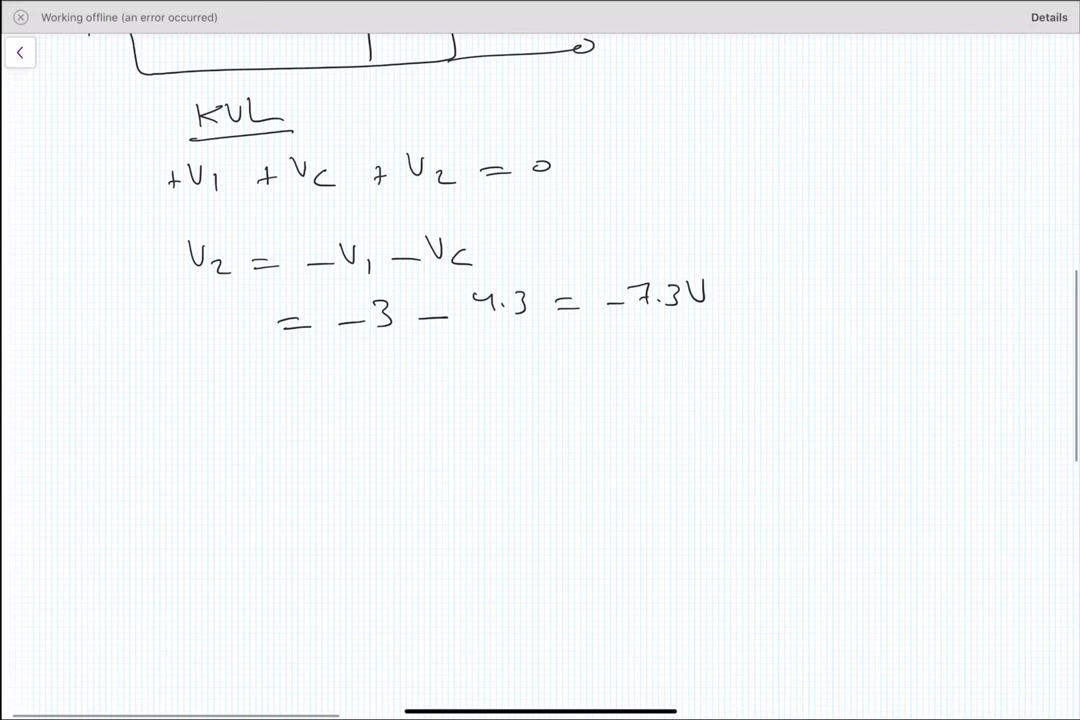 Working offline (an error occurred) Details
KVL
+V1 + VC + V2 = 0
V2 = -V1 - VC
= -3 - 4.3 = -7.3V